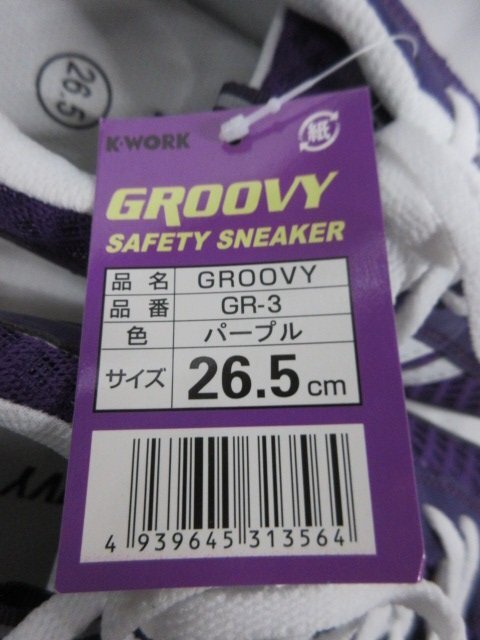 26.5
K·WORK
紙
GROOVY
SAFETY SNEAKER
品名 GROOVY
品番 GR-3
色 パープル
サイズ 26.5cm
4 939645 313564